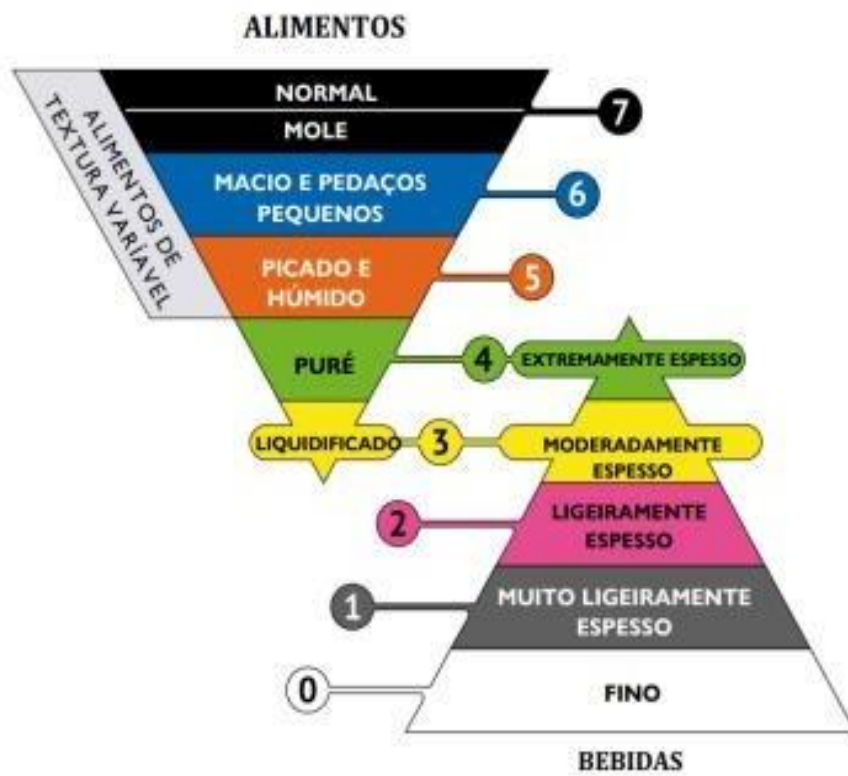 ALIMENTOS
ALIMENTOS DE
TEXTURA VARÍAVEL
NORMAL
MOLE
7
MACIO E PEDAÇOS
PEQUENOS
6
PICADO E
HÚMIDO
5
PURÉ
4
EXTREMAMENTE ESPESSO
LIQUIDIFICADO
3
MODERADAMENTE
ESPESSO
2
LIGEIRAMENTE
ESPESSO
1
MUITO LIGEIRAMENTE
ESPESSO
0
FINO
BEBIDAS